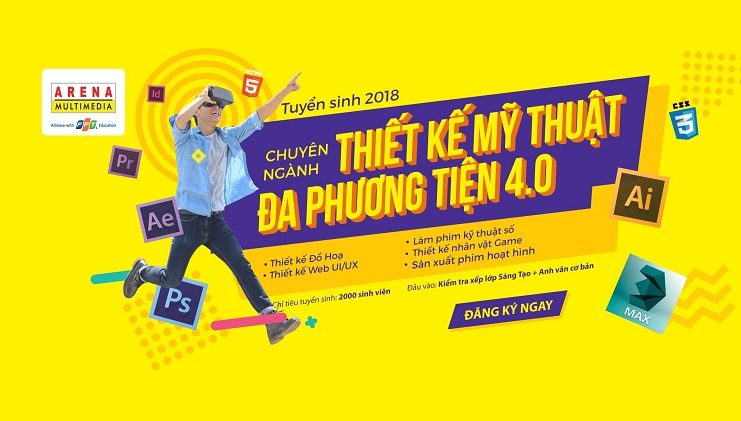 ARENA
MULTIMEDIA
Alliance with FPT Education
Id
HTML
5
Tuyển sinh 2018
CSS
3
CHUYÊN
NGÀNH
THIẾT KẾ MỸ THUẬT
ĐA PHƯƠNG TIỆN 4.0
Pr
Ae
Ai
Ps
• Thiết kế Đồ Hoạ
• Thiết kế Web UI/UX
• Làm phim kỹ thuật số
• Thiết kế nhân vật Game
• Sản xuất phim hoạt hình
Chỉ tiêu tuyển sinh: 2000 sinh viên
Đầu vào: Kiểm tra xếp lớp Sáng Tạo + Anh văn cơ bản
ĐĂNG KÝ NGAY
MAX